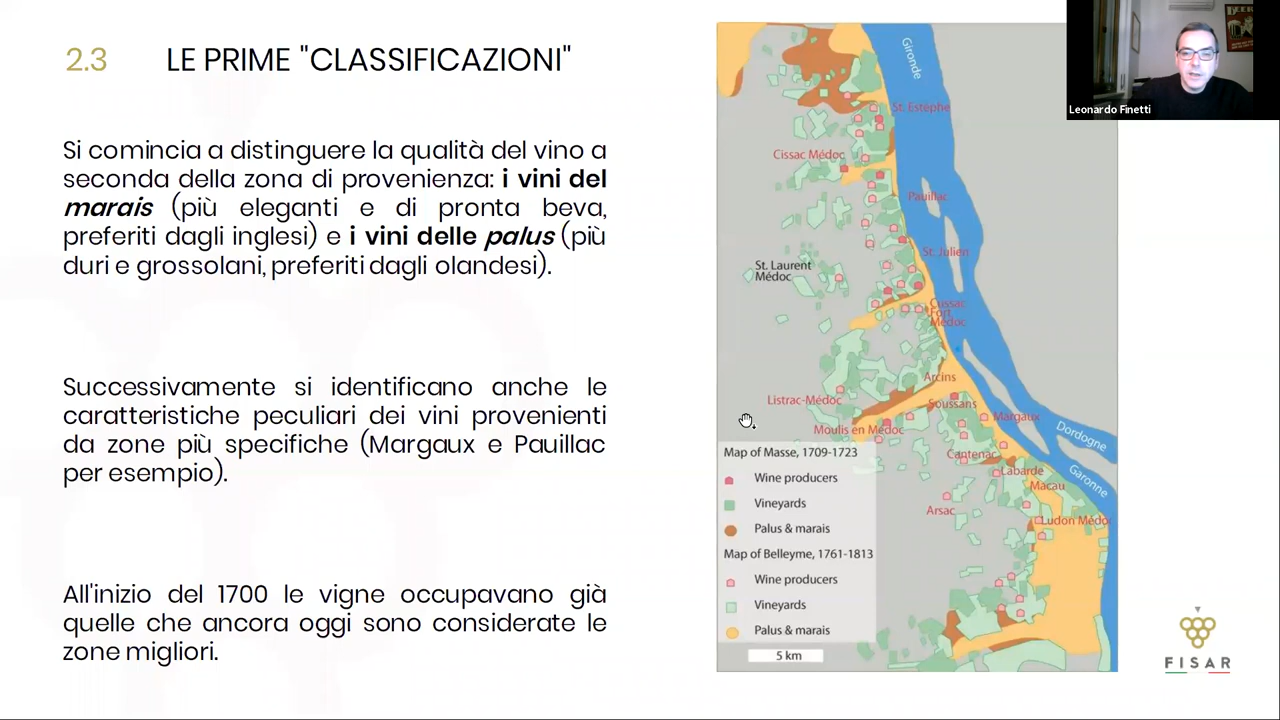 2.3 LE PRIME "CLASSIFICAZIONI"
Si comincia a distinguere la qualità del vino a
seconda della zona di provenienza: i vini del
marais (più eleganti e di pronta beva,
preferiti dagli inglesi) e i vini delle palus (più
duri e grossolani, preferiti dagli olandesi).
Successivamente si identificano anche le
caratteristiche peculiari dei vini provenienti
da zone più specifiche (Margaux e Pauillac
per esempio).
All'inizio del 1700 le vigne occupavano già
quelle che ancora oggi sono considerate le
zone migliori.
Gironde
St. Estèphe
Cissac Médoc
Pauillac
St. Julien
St. Laurent
Médoc
Cussac
Fort
Médoc
Arcins
Listrac-Médoc
Soussans
Margaux
Moulis en Médoc
Dordogne
Cantenac
Labarde
Garonne
Macau
Arsac
Ludon Médoc
Map of Masse, 1709-1723
Wine producers
Vineyards
Palus & marais
Map of Belleyme, 1761-1813
Wine producers
Vineyards
Palus & marais
5 km
Leonardo Finetti
FISAR